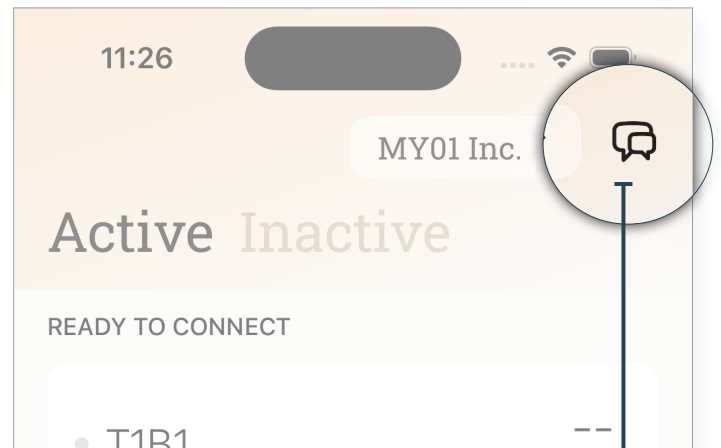 11:26
MY01 Inc.
Active Inactive
READY TO CONNECT
T1B1
--